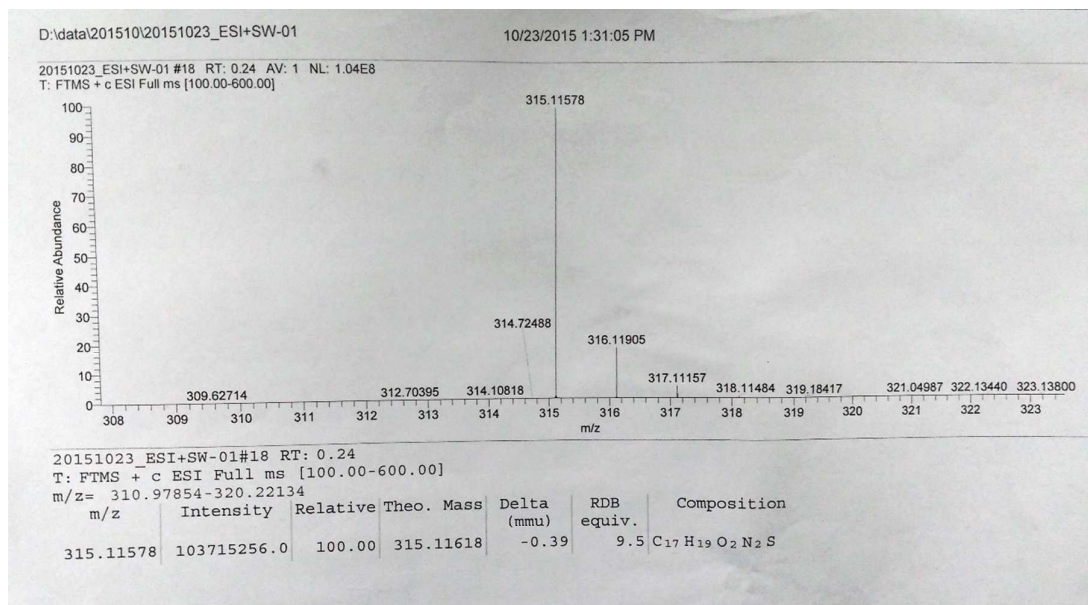 D:\data\201510\20151023_ESI+SW-01 10/23/2015 1:31:05 PM
20151023_ESI+SW-01 #18 RT: 0.24 AV: 1 NL: 1.04E8
T: FTMS + c ESI Full ms [100.00-600.00]
315.11578
100
90
80
70
60
50
40
30
20
10
0
Relative Abundance
314.72488
316.11905
317.11157
309.62714 312.70395 314.10818 318.11484 319.18417 321.04987 322.13440 323.13800
308 309 310 311 312 313 314 315 316 317 318 319 320 321 322 323
m/z
20151023_ESI+SW-01#18 RT: 0.24
T: FTMS + c ESI Full ms [100.00-600.00]
m/z= 310.97854-320.22134
m/z Intensity Relative Theo. Mass Delta RDB Composition
(mmu) equiv.
315.11578 103715256.0 100.00 315.11618 -0.39 9.5 C17 H19 O2 N2 S